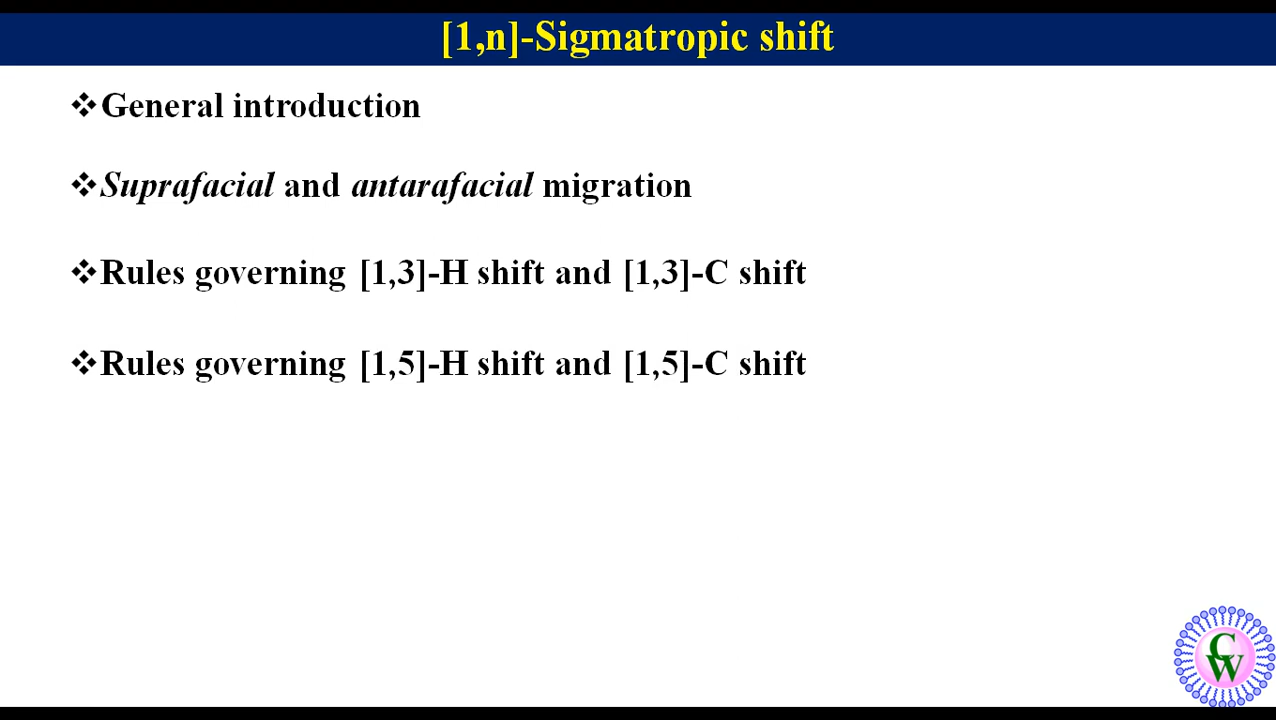 [1,n]-Sigmatropic shift
❖General introduction
❖Suprafacial and antarafacial migration
❖Rules governing [1,3]-H shift and [1,3]-C shift
❖Rules governing [1,5]-H shift and [1,5]-C shift
CW